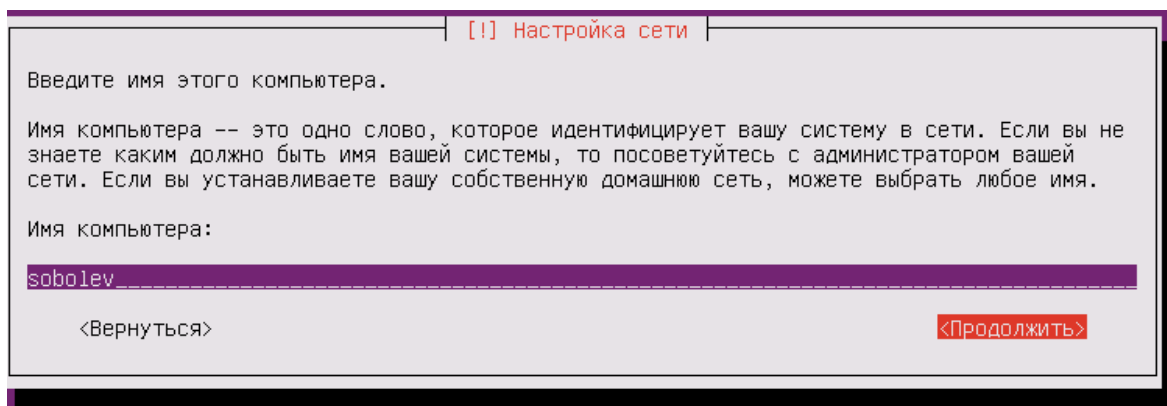 [!] Настройка сети
Введите имя этого компьютера.
Имя компьютера -- это одно слово, которое идентифицирует вашу систему в сети. Если вы не
знаете каким должно быть имя вашей системы, то посоветуйтесь с администратором вашей
сети. Если вы устанавливаете вашу собственную домашнюю сеть, можете выбрать любое имя.
Имя компьютера:
sobolev
<Вернуться> <Продолжить>